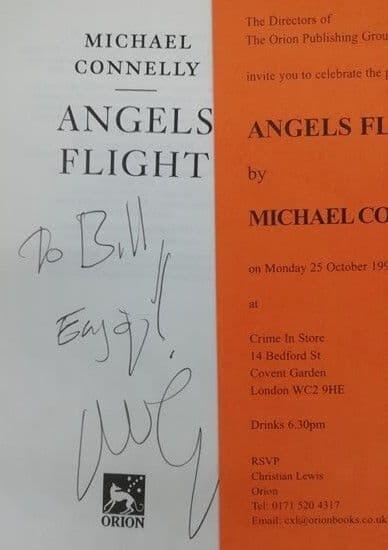 MICHAEL
CONNELLY
ANGELS
FLIGHT
To Bill,
Enjoy!
ORION
The Directors of
The Orion Publishing Grou
invite you to celebrate the p
ANGELS FL
by
MICHAEL CO
on Monday 25 October 199
at
Crime In Store
14 Bedford St
Covent Garden
London WC2 9HE
Drinks 6.30pm
RSVP
Christian Lewis
Orion
Tel: 0171 520 4317
Email: cxl@orionbooks.co.u